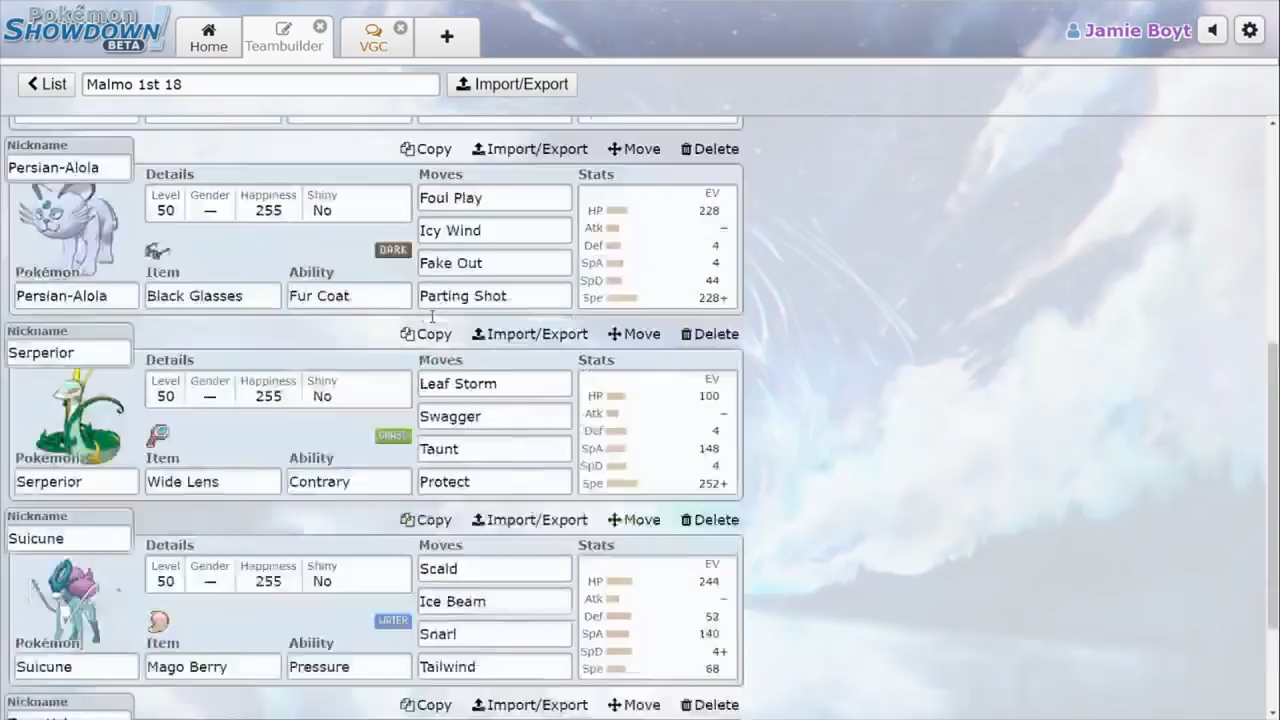 Pokémon
SHOWDOWN!
BETA
Home
Teambuilder
VGC
Jamie Boyt
List
Malmo 1st 18
Import/Export
Nickname
Persian-Alola
Copy Import/Export Move Delete
Details
Level Gender Happiness Shiny
50 — 255 No
DARK
Pokémon Item Ability
Persian-Alola Black Glasses Fur Coat
Moves
Foul Play
Icy Wind
Fake Out
Parting Shot
Stats
EV
HP 228
Atk –
Def 4
SpA 4
SpD 44
Spe 228+
Nickname
Serperior
Copy Import/Export Move Delete
Details
Level Gender Happiness Shiny
50 — 255 No
GRASS
Pokémon Item Ability
Serperior Wide Lens Contrary
Moves
Leaf Storm
Swagger
Taunt
Protect
Stats
EV
HP 100
Atk –
Def 4
SpA 148
SpD 4
Spe 252+
Nickname
Suicune
Copy Import/Export Move Delete
Details
Level Gender Happiness Shiny
50 — 255 No
WATER
Pokémon Item Ability
Suicune Mago Berry Pressure
Moves
Scald
Ice Beam
Snarl
Tailwind
Stats
EV
HP 244
Atk –
Def 52
SpA 140
SpD 4+
Spe 68
Nickname
Copy Import/Export Move Delete